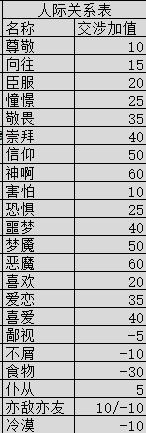 人际关系表
名称 交涉加值
尊敬 10
向往 15
臣服 20
憧憬 25
敬畏 35
崇拜 40
信仰 50
神啊 60
害怕 10
恐惧 25
噩梦 40
梦魇 50
恶魔 60
喜欢 20
爱恋 35
喜爱 40
鄙视 -5
不屑 -10
食物 -30
仆从 5
亦敌亦友 10/-10
冷漠 -10